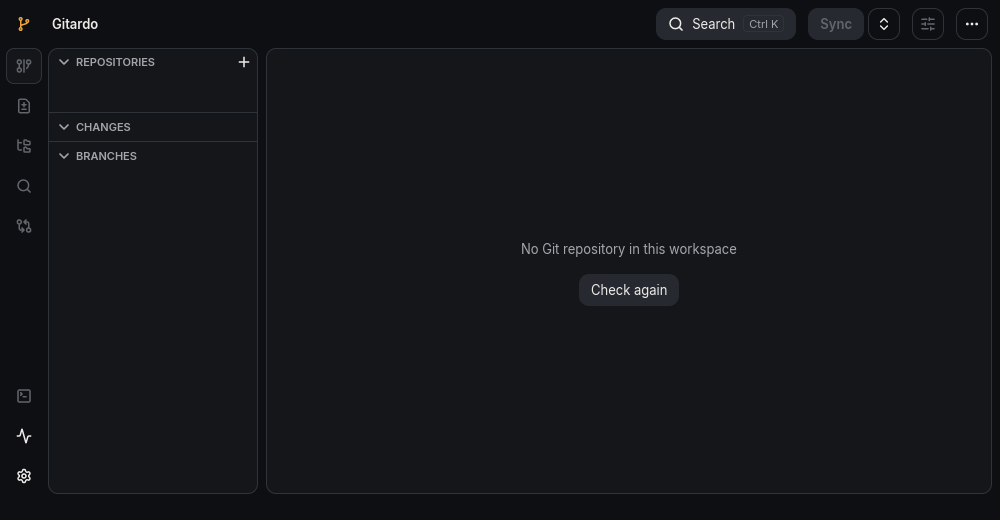 Gitardo
Search Ctrl K
Sync
REPOSITORIES
CHANGES
BRANCHES
No Git repository in this workspace
Check again